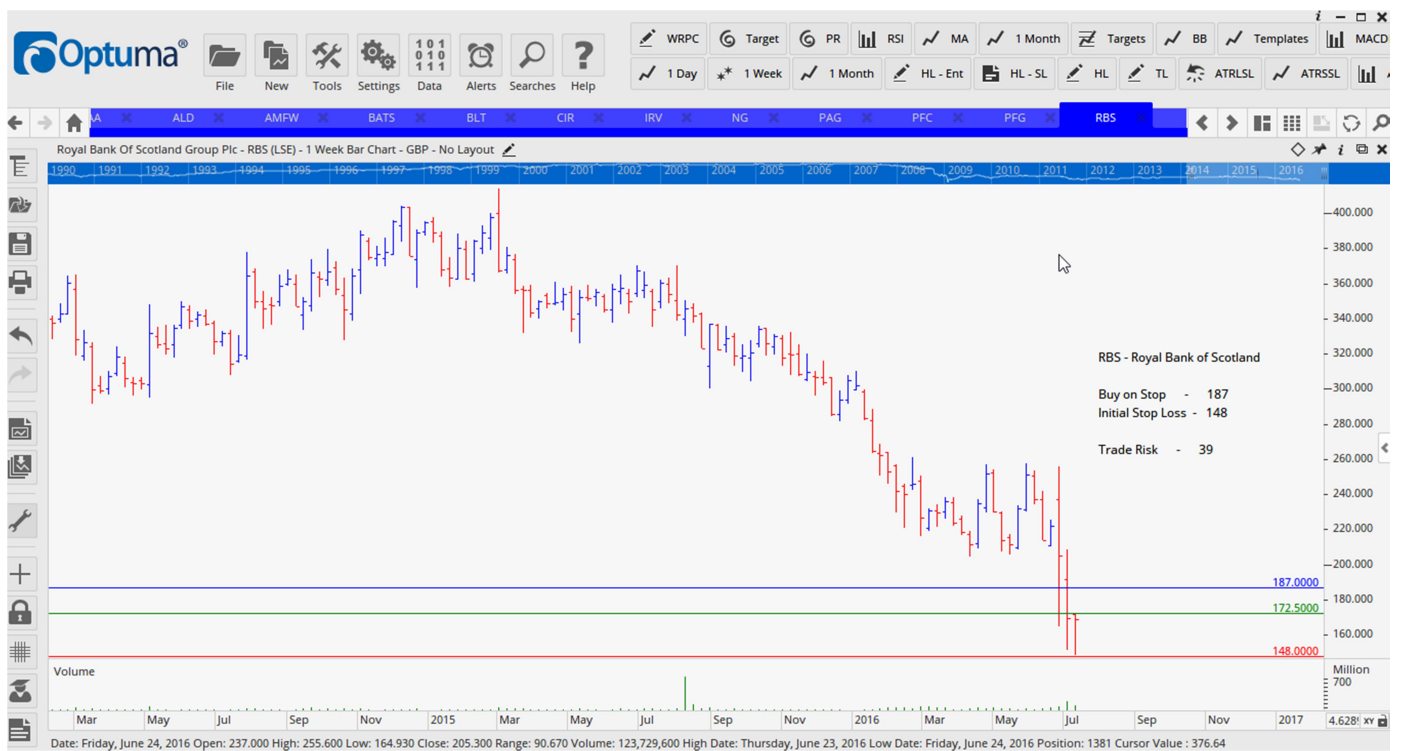 i
Optuma®
File New Tools Settings Data Alerts Searches Help
101
010
111
WRPC Target PR RSI MA 1 Month Targets BB Templates MACD
1 Day 1 Week 1 Month HL - Ent HL - SL HL TL ATRLSL ATRSSL
ALD AMFW BATS BLT CIR IRV NG PAG PFC PFG RBS
Royal Bank Of Scotland Group Plc - RBS (LSE) - 1 Week Bar Chart - GBP - No Layout
i
1990 1991 1992 1993 1994 1995 1996 1997 1998 1999 2000 2001 2002 2003 2004 2005 2006 2007 2008 2009 2010 2011 2012 2013 2014 2015 2016
400.000
380.000
360.000
340.000
320.000
300.000
280.000
260.000
240.000
220.000
200.000
180.000
160.000
RBS - Royal Bank of Scotland
Buy on Stop - 187
Initial Stop Loss - 148
Trade Risk - 39
187.0000
172.5000
148.0000
Volume
Million
700
Mar May Jul Sep Nov 2015 Mar May Jul Sep Nov 2016 Mar May Jul Sep Nov 2017 XY
Date: Friday, June 24, 2016 Open: 237.000 High: 255.600 Low: 164.930 Close: 205.300 Range: 90.670 Volume: 123,729,600 High Date: Thursday, June 23, 2016 Low Date: Friday, June 24, 2016 Position: 1381 Cursor Value : 376.64